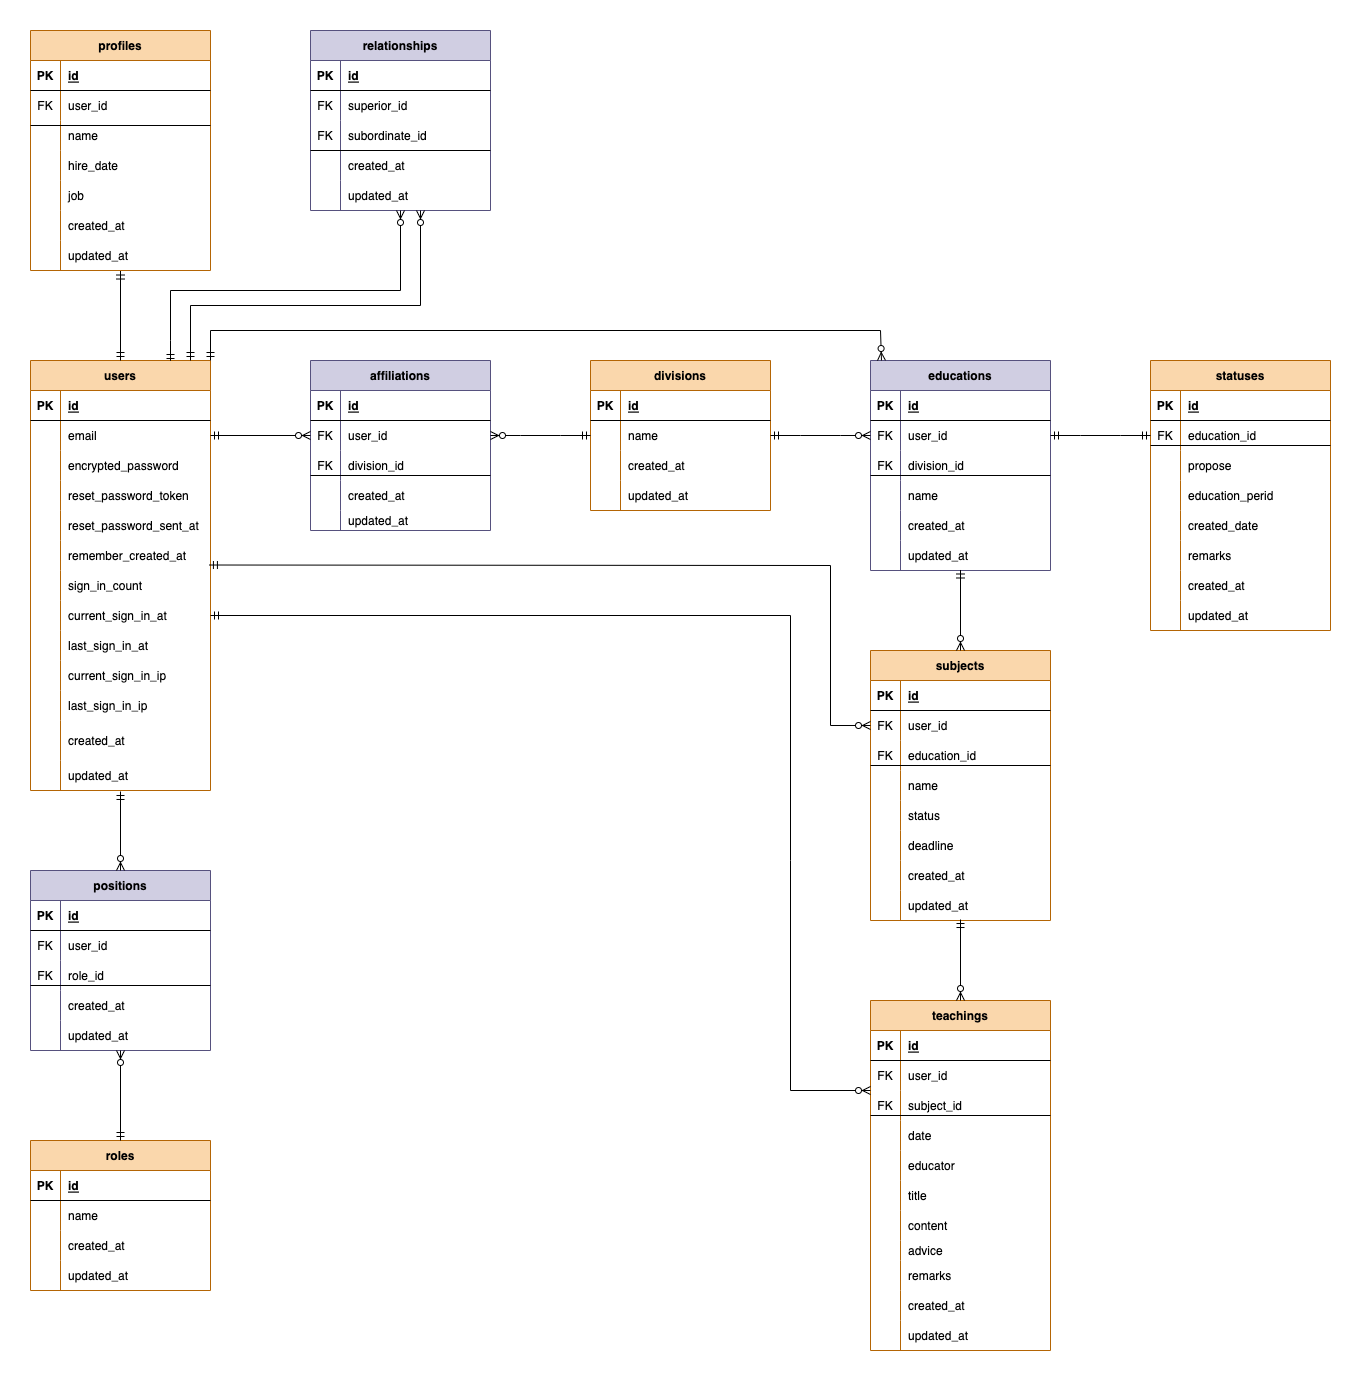 profiles
PK id
FK user_id
name
hire_date
job
created_at
updated_at
relationships
PK id
FK superior_id
FK subordinate_id
created_at
updated_at
users
PK id
email
encrypted_password
reset_password_token
reset_password_sent_at
remember_created_at
sign_in_count
current_sign_in_at
last_sign_in_at
current_sign_in_ip
last_sign_in_ip
created_at
updated_at
affiliations
PK id
FK user_id
FK division_id
created_at
updated_at
divisions
PK id
name
created_at
updated_at
educations
PK id
FK user_id
FK division_id
name
created_at
updated_at
statuses
PK id
FK education_id
propose
education_perid
created_date
remarks
created_at
updated_at
subjects
PK id
FK user_id
FK education_id
name
status
deadline
created_at
updated_at
positions
PK id
FK user_id
FK role_id
created_at
updated_at
teachings
PK id
FK user_id
FK subject_id
date
educator
title
content
advice
remarks
created_at
updated_at
roles
PK id
name
created_at
updated_at